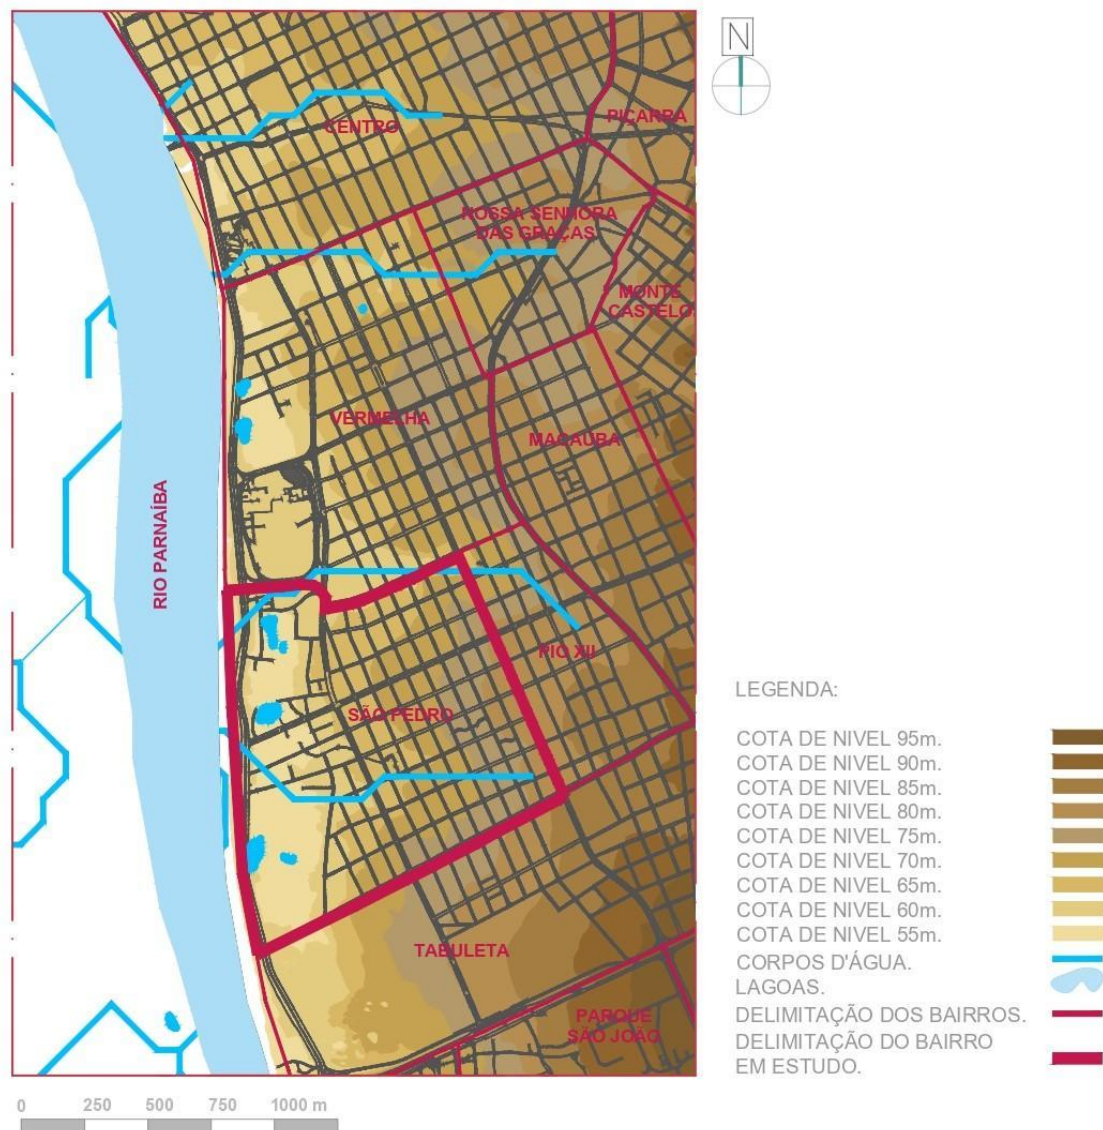 N
PIÇARRA
CENTRO
NOSSA SENHORA
DAS GRAÇAS
MONTE
CASTELO
VERMELHA
MACAUBA
RIO PARNAÍBA
PIO XII
SÃO PEDRO
TABULETA
PARQUE
SÃO JOÃO
LEGENDA:
COTA DE NIVEL 95m.
COTA DE NIVEL 90m.
COTA DE NIVEL 85m.
COTA DE NIVEL 80m.
COTA DE NIVEL 75m.
COTA DE NIVEL 70m.
COTA DE NIVEL 65m.
COTA DE NIVEL 60m.
COTA DE NIVEL 55m.
CORPOS D'ÁGUA.
LAGOAS.
DELIMITAÇÃO DOS BAIRROS.
DELIMITAÇÃO DO BAIRRO
EM ESTUDO.
0 250 500 750 1000 m